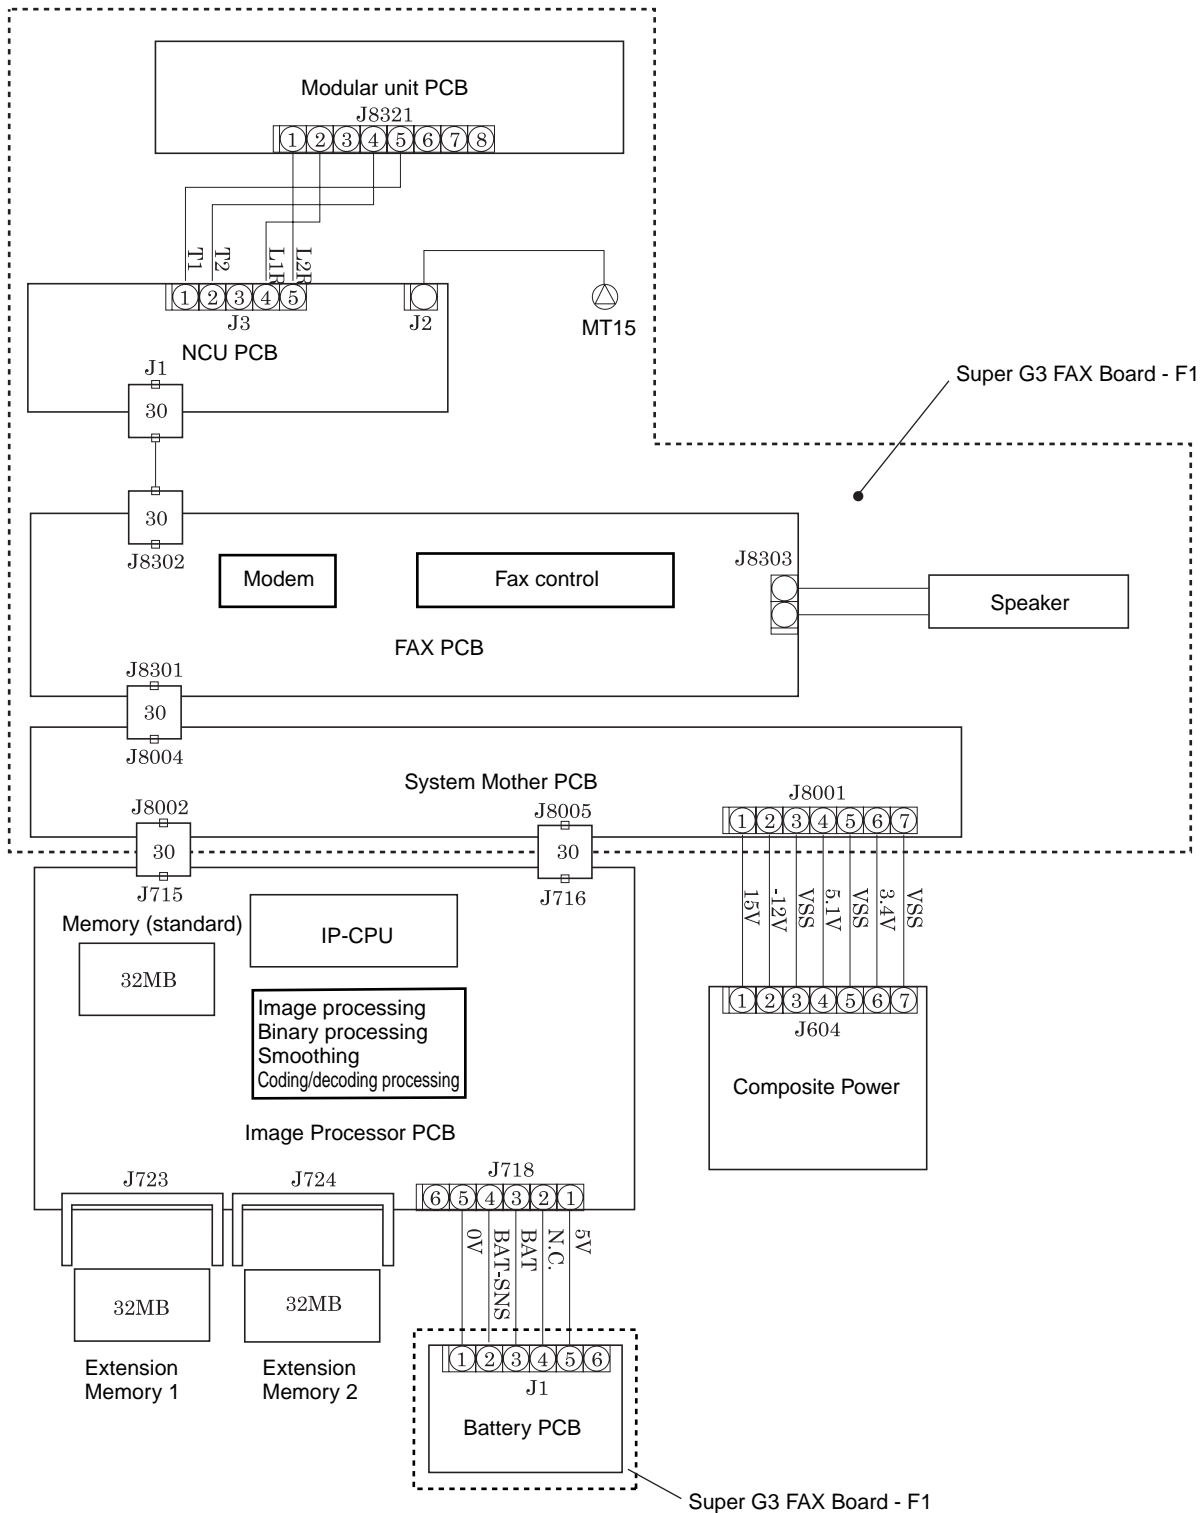 Modular unit PCB
J8321
1 2 3 4 5 6 7 8
T1
T2
L1R
L2R
1 2 3 4 5
J3
J2
MT15
NCU PCB
J1
30
Super G3 FAX Board - F1
30
J8302
Modem
Fax control
J8303
Speaker
FAX PCB
J8301
30
J8004
System Mother PCB
J8002
J8005
J8001
1 2 3 4 5 6 7
30
30
J715
J716
15V
-12V
VSS
5.1V
VSS
3.4V
VSS
Memory (standard)
32MB
IP-CPU
Image processing
Binary processing
Smoothing
Coding/decoding processing
1 2 3 4 5 6 7
J604
Composite Power
Image Processor PCB
J723
J724
J718
6 5 4 3 2 1
0V
BAT-SNS
BAT
N.C.
5V
32MB
32MB
Extension
Memory 1
Extension
Memory 2
1 2 3 4 5 6
J1
Battery PCB
Super G3 FAX Board - F1